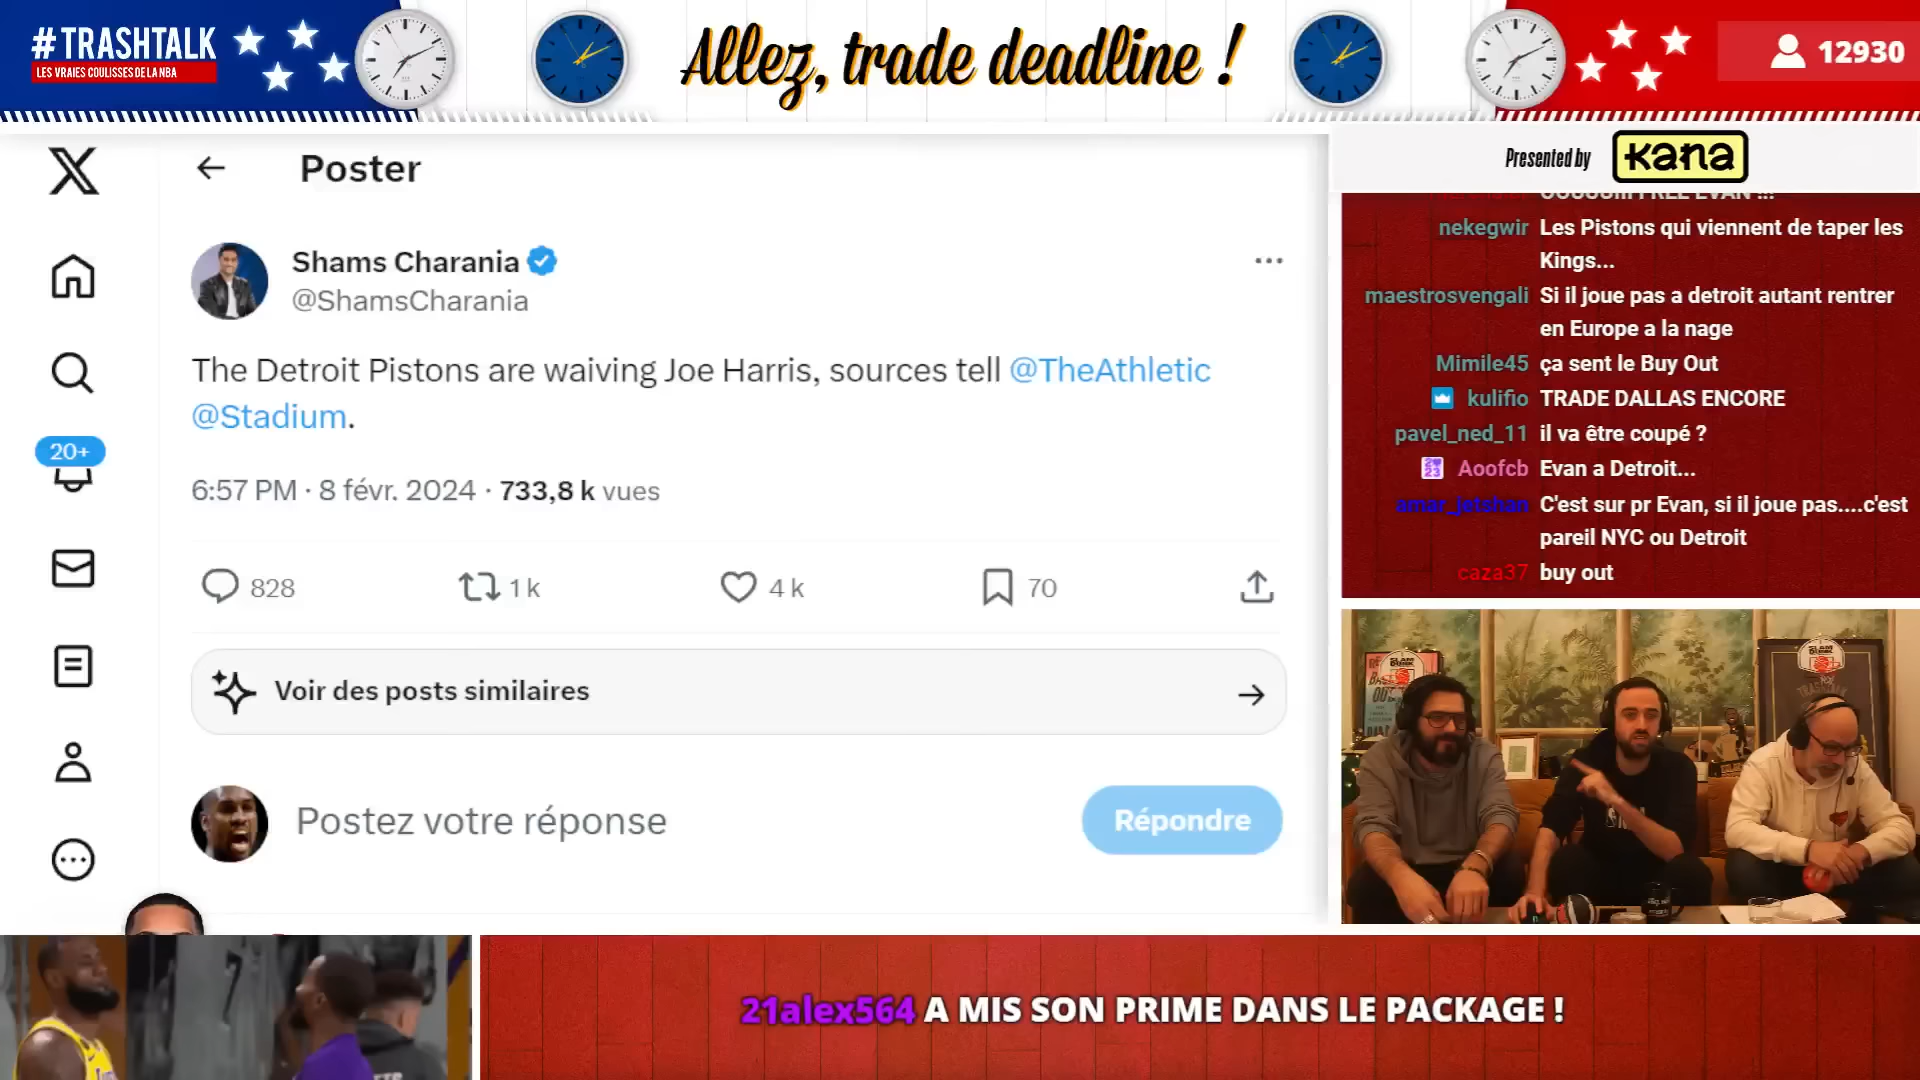 #TRASHTALK
LES VRAIES COULISSES DE LA NBA
Allez, trade deadline !
12930
Presented by
kana
Poster
Shams Charania
@ShamsCharania
The Detroit Pistons are waiving Joe Harris, sources tell @TheAthletic
@Stadium.
6:57 PM · 8 févr. 2024 · 733,8 k vues
828
1 k
4 k
70
Voir des posts similaires
Postez votre réponse
Répondre
20+
nekegwir Les Pistons qui viennent de taper les
Kings...
maestrosvengali Si il joue pas a detroit autant rentrer
en Europe a la nage
Mimile45 ça sent le Buy Out
kulifio TRADE DALLAS ENCORE
pavel_ned_11 il va être coupé ?
Aoofcb Evan a Detroit...
C'est sur pr Evan, si il joue pas....c'est
pareil NYC ou Detroit
caza37 buy out
21alex564 A MIS SON PRIME DANS LE PACKAGE !